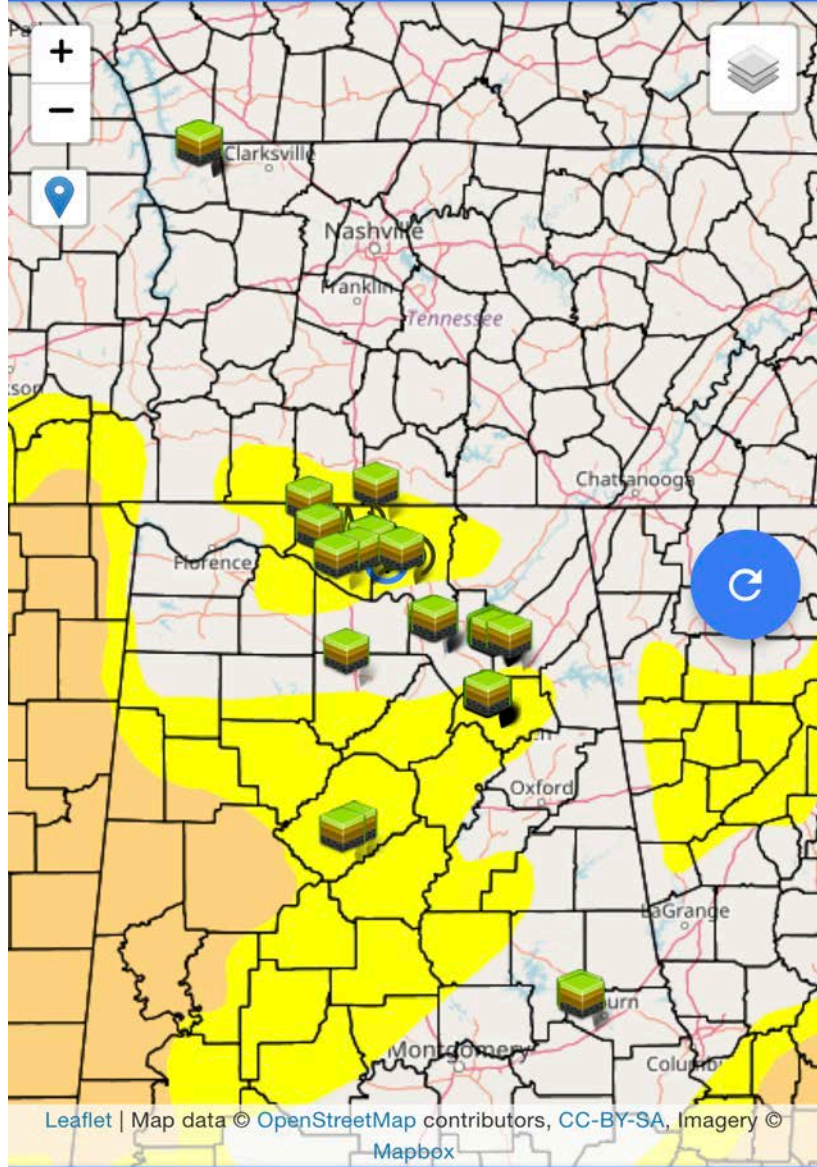 +
−
Clarksville
Nashville
Franklin
Tennessee
Chattanooga
Florence
Oxford
LaGrange
Montgomery
Leaflet | Map data © OpenStreetMap contributors, CC-BY-SA, Imagery ©
Mapbox